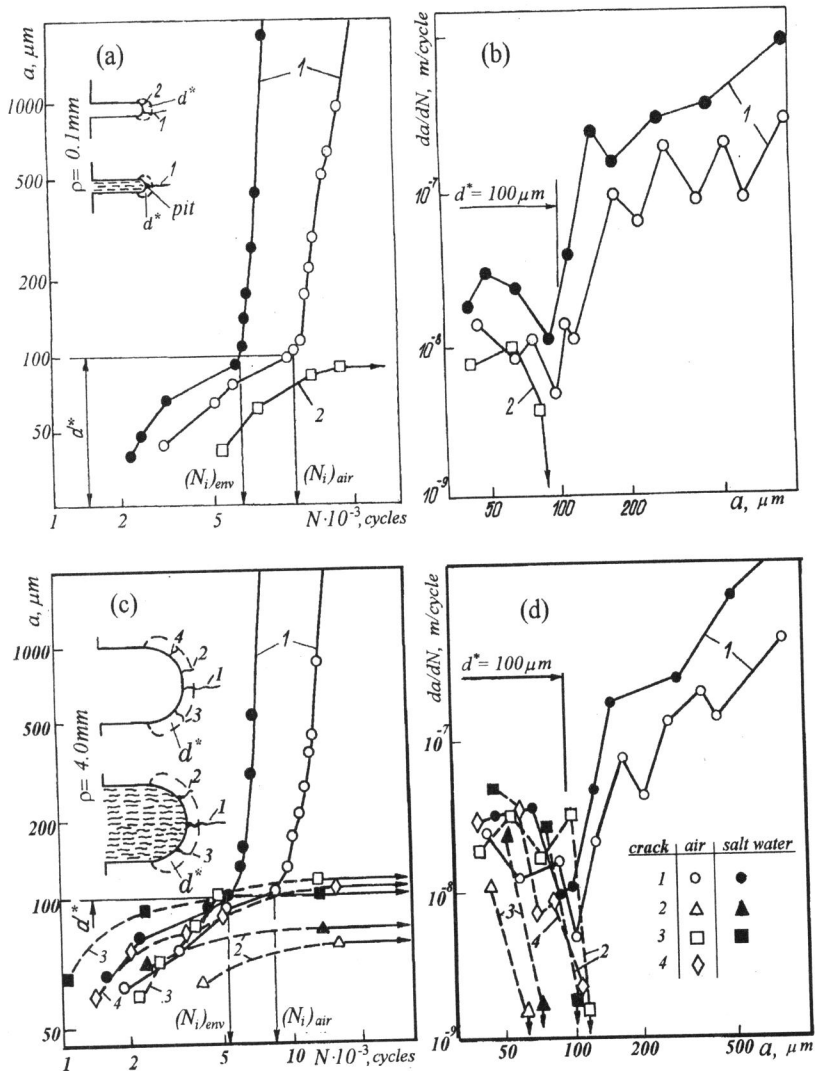 (a)
a, μm
1000
500
200
100
50
ρ = 0.1mm
2
d*
1
1
d*
pit
1
2
d*
(Ni)env
(Ni)air
1
2
5
N·10⁻³, cycles
(b)
da/dN, m/cycle
10⁻⁷
10⁻⁸
10⁻⁹
d* = 100 μm
1
2
50
100
200
a, μm
(c)
a, μm
1000
500
200
100
50
ρ = 4.0mm
4
2
1
3
d*
2
1
3
d*
1
d*
3
4
3
2
(Ni)env
(Ni)air
1
2
5
10
N·10⁻³, cycles
(d)
da/dN, m/cycle
10⁻⁷
10⁻⁸
10⁻⁹
d* = 100 μm
1
3
4
2
crack air salt water
1
2
3
4
50
100
200
500
a, μm